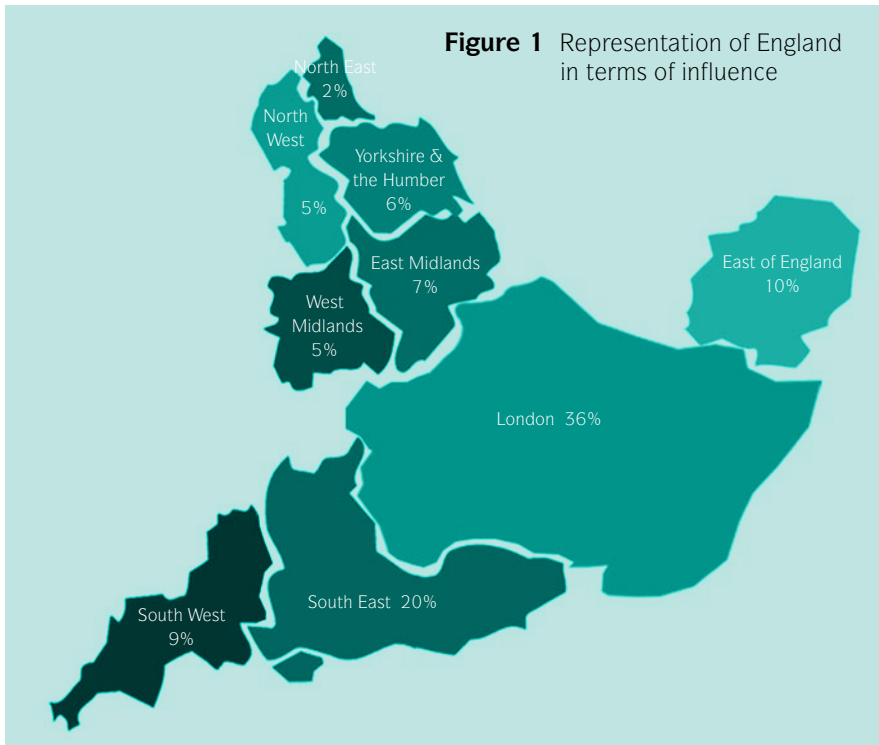 Figure 1 Representation of England
in terms of influence
North East
2%
North
West
5%
Yorkshire &
the Humber
6%
East Midlands
7%
West
Midlands
5%
East of England
10%
London 36%
South East 20%
South West
9%